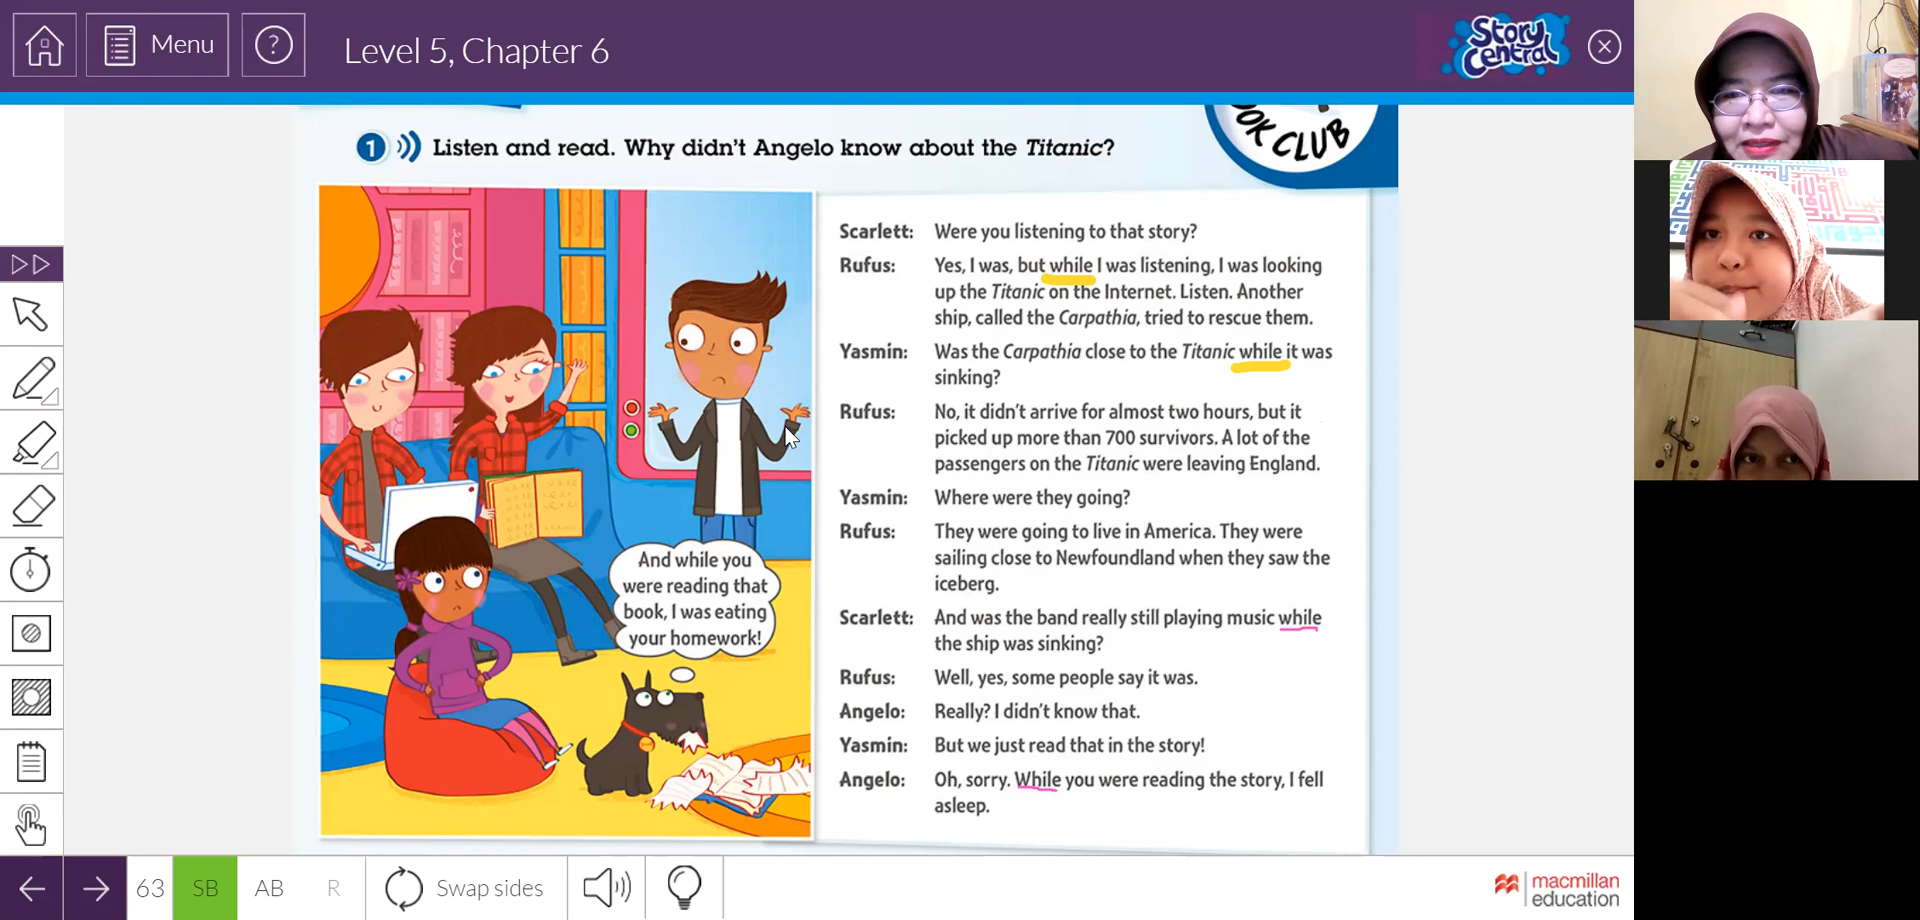 Menu
?
Level 5, Chapter 6
Story
Central
OK CLUB
1 Listen and read. Why didn't Angelo know about the Titanic?
Scarlett: Were you listening to that story?
Rufus: Yes, I was, but while I was listening, I was looking
up the Titanic on the Internet. Listen. Another
ship, called the Carpathia, tried to rescue them.
Yasmin: Was the Carpathia close to the Titanic while it was
sinking?
Rufus: No, it didn't arrive for almost two hours, but it
picked up more than 700 survivors. A lot of the
passengers on the Titanic were leaving England.
Yasmin: Where were they going?
Rufus: They were going to live in America. They were
sailing close to Newfoundland when they saw the
iceberg.
Scarlett: And was the band really still playing music while
the ship was sinking?
Rufus: Well, yes, some people say it was.
Angelo: Really? I didn't know that.
Yasmin: But we just read that in the story!
Angelo: Oh, sorry. While you were reading the story, I fell
asleep.
And while you
were reading that
book, I was eating
your homework!
63
SB
AB
R
Swap sides
macmillan
education